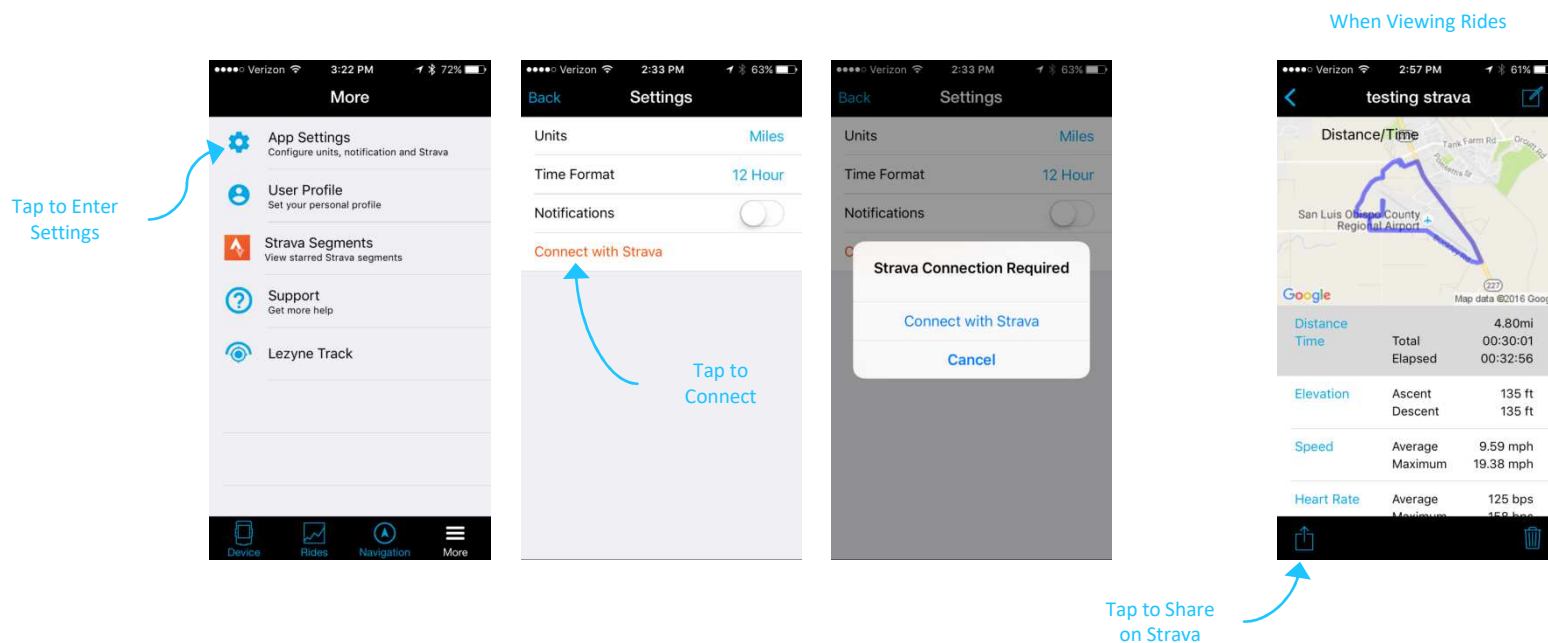 When Viewing Rides
Verizon 3:22 PM 72%
More
App Settings
Configure units, notification and Strava
User Profile
Set your personal profile
Strava Segments
View starred Strava segments
Support
Get more help
Lezyne Track
Device Rides Navigation More
Tap to Enter
Settings
Verizon 2:33 PM 63%
Back Settings
Units Miles
Time Format 12 Hour
Notifications
Connect with Strava
Tap to
Connect
Verizon 2:33 PM 63%
Back Settings
Units Miles
Time Format 12 Hour
Notifications
C
Strava Connection Required
Connect with Strava
Cancel
Verizon 2:57 PM 61%
testing strava
Distance/Time
Tank Farm Rd
San Luis Obispo County
Regional Airport
227
Google
Map data ©2016 Goog
Distance 4.80mi
Time Total 00:30:01
Elapsed 00:32:56
Elevation Ascent 135 ft
Descent 135 ft
Speed Average 9.59 mph
Maximum 19.38 mph
Heart Rate Average 125 bps
Maximum 158 bps
Tap to Share
on Strava